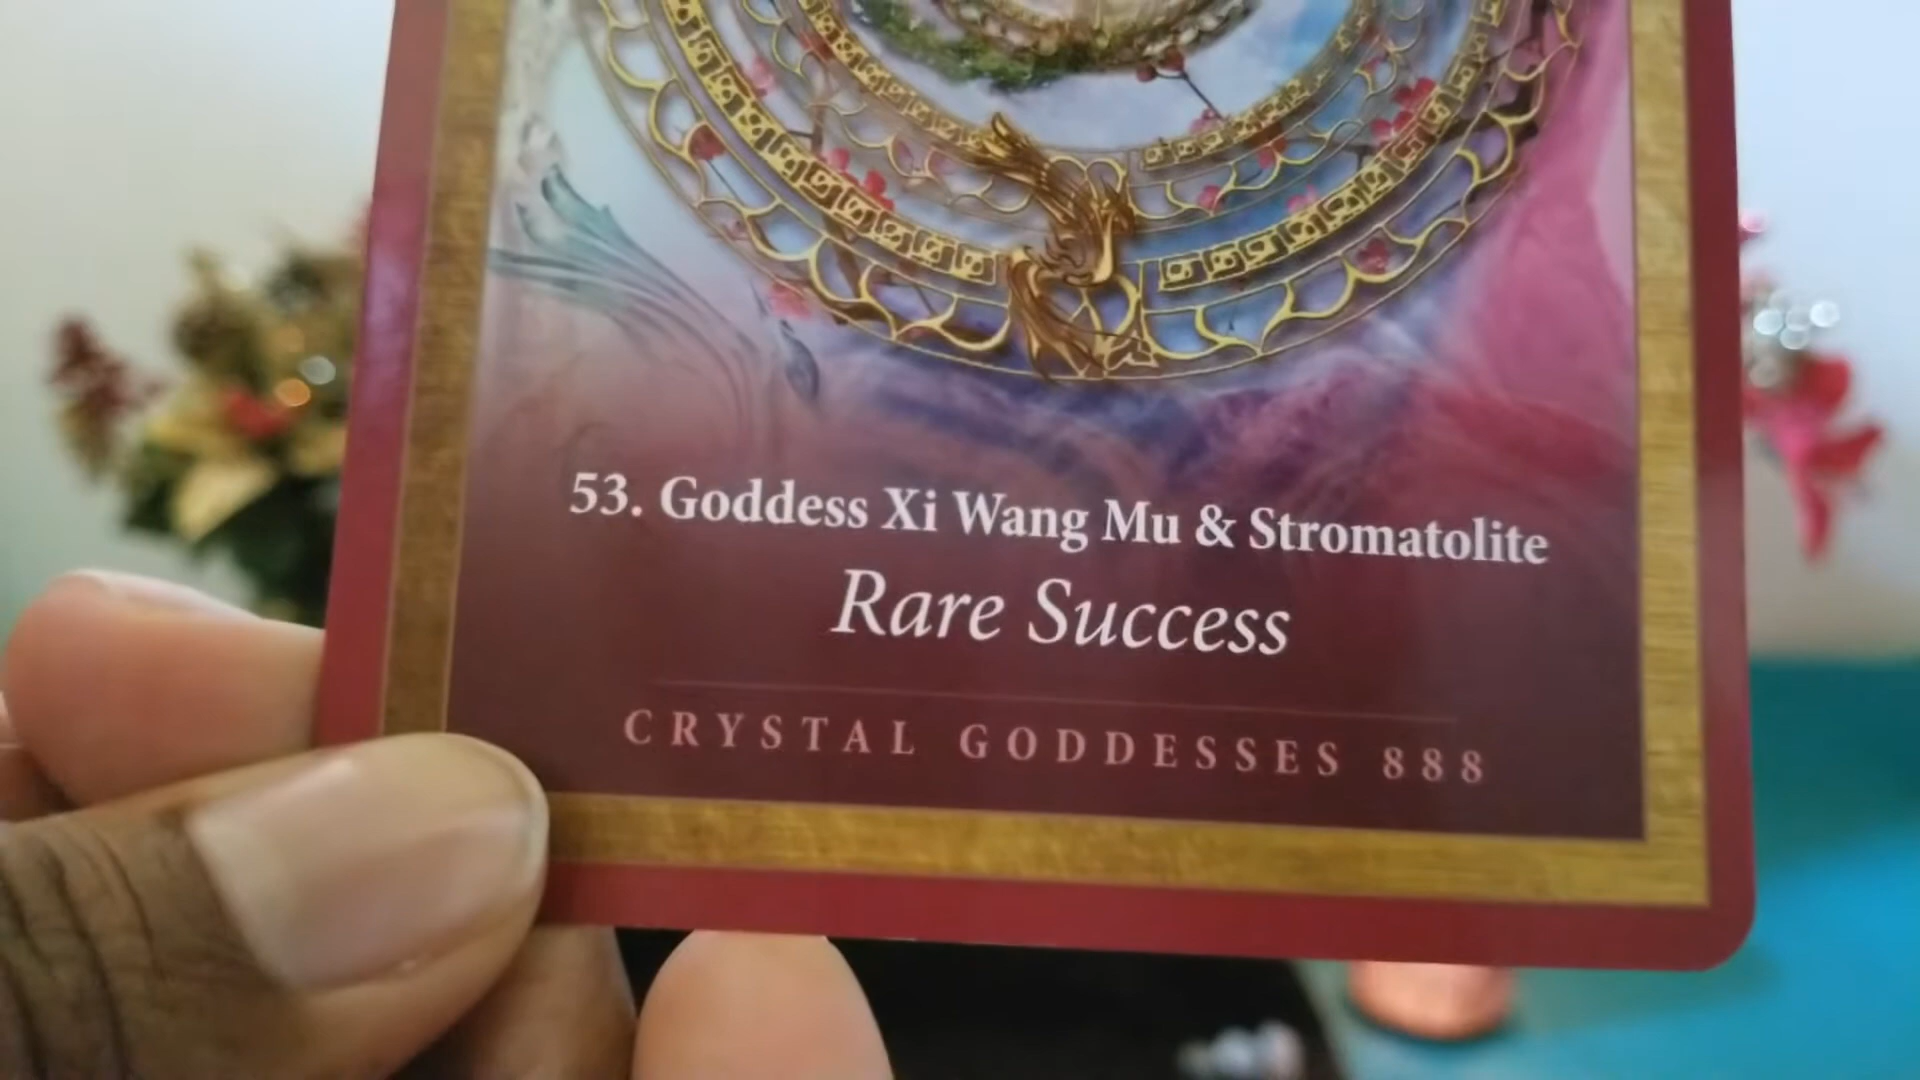 53. Goddess Xi Wang Mu & Stromatolite
Rare Success
CRYSTAL GODDESSES 888